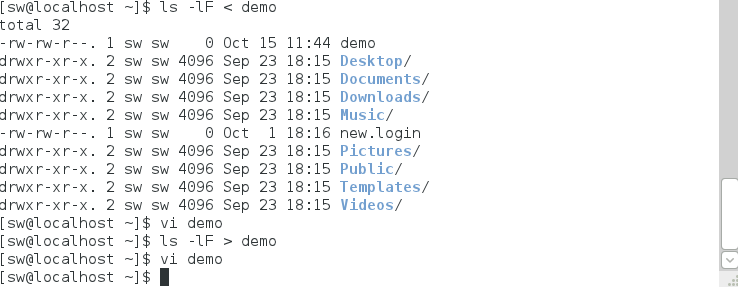 [sw@localhost ~]$ ls -lF < demo
total 32
-rw-rw-r--. 1 sw sw    0 Oct 15 11:44 demo
drwxr-xr-x. 2 sw sw 4096 Sep 23 18:15 Desktop/
drwxr-xr-x. 2 sw sw 4096 Sep 23 18:15 Documents/
drwxr-xr-x. 2 sw sw 4096 Sep 23 18:15 Downloads/
drwxr-xr-x. 2 sw sw 4096 Sep 23 18:15 Music/
-rw-rw-r--. 1 sw sw    0 Oct  1 18:16 new.login
drwxr-xr-x. 2 sw sw 4096 Sep 23 18:15 Pictures/
drwxr-xr-x. 2 sw sw 4096 Sep 23 18:15 Public/
drwxr-xr-x. 2 sw sw 4096 Sep 23 18:15 Templates/
drwxr-xr-x. 2 sw sw 4096 Sep 23 18:15 Videos/
[sw@localhost ~]$ vi demo
[sw@localhost ~]$ ls -lF > demo
[sw@localhost ~]$ vi demo
[sw@localhost ~]$